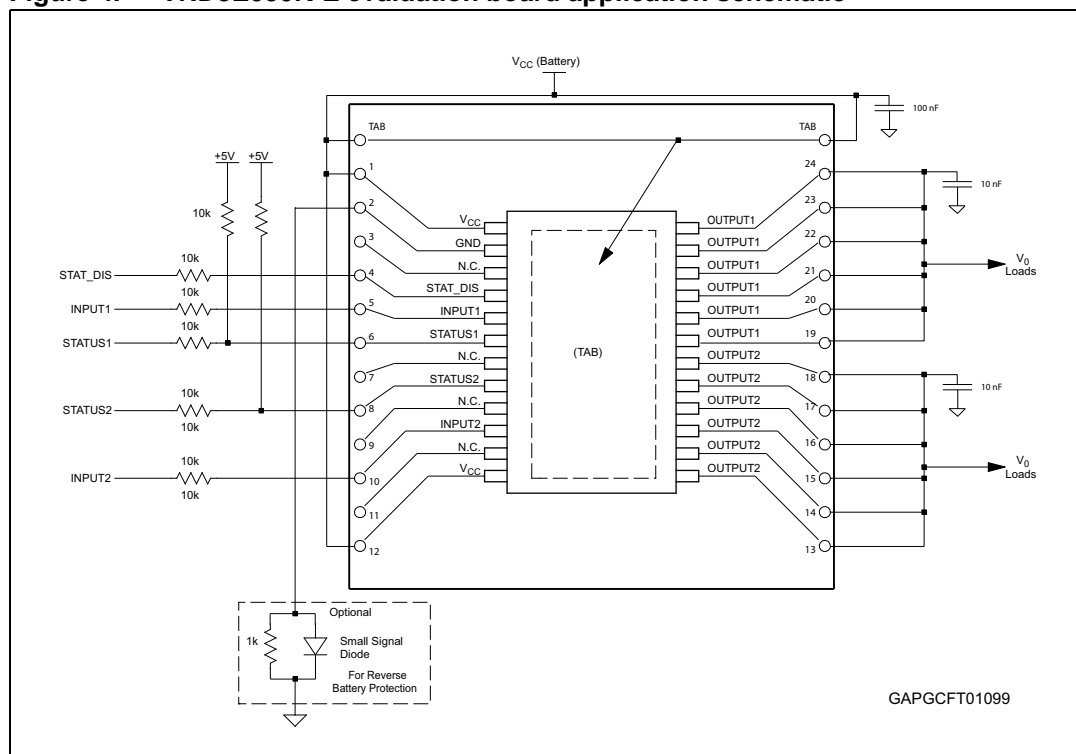 V_CC (Battery)
100 nF
TAB
TAB
+5V
+5V
1
24
10 nF
2
23
10k
V_CC
OUTPUT1
GND
OUTPUT1
3
22
N.C.
OUTPUT1
V_0
Loads
STAT_DIS
10k
4
21
STAT_DIS
OUTPUT1
10k
INPUT1
5
20
INPUT1
OUTPUT1
10k
STATUS1
6
19
STATUS1
OUTPUT1
(TAB)
N.C.
OUTPUT2
7
18
STATUS2
OUTPUT2
10k
10 nF
STATUS2
8
17
10k
N.C.
OUTPUT2
9
16
INPUT2
OUTPUT2
10k
N.C.
OUTPUT2
V_0
Loads
INPUT2
10
15
10k
V_CC
OUTPUT2
11
14
12
13
Optional
1k
Small Signal
Diode
For Reverse
Battery Protection
GAPGCFT01099